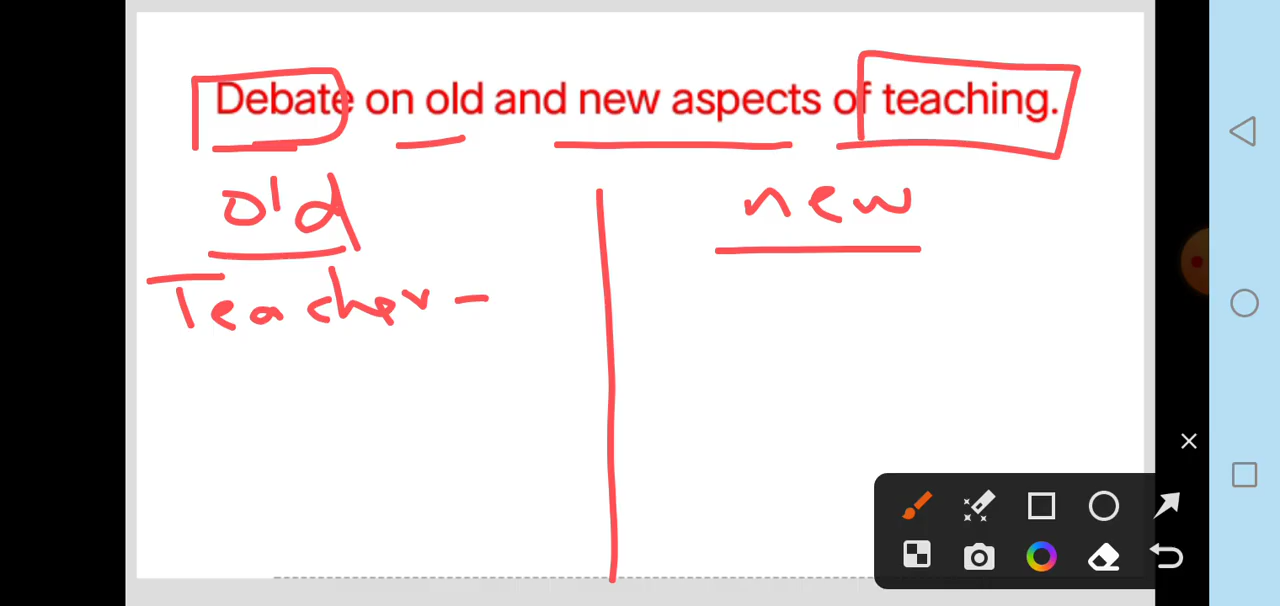 Debate on old and new aspects of teaching.
old
new
Teacher -